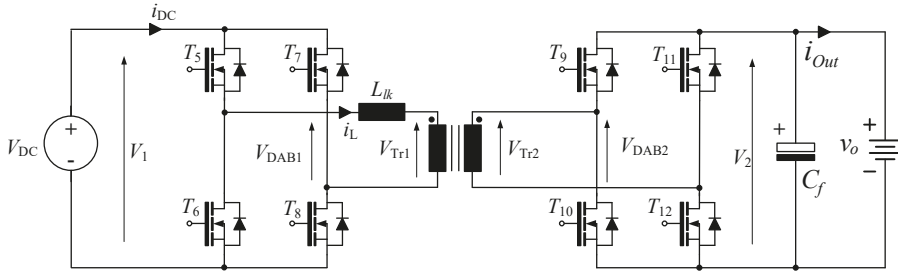 i_DC
T_5
T_7
T_9
T_11
i_Out
L_lk
i_L
V_DC
+
-
V_1
V_DAB1
V_Tr1
V_Tr2
V_DAB2
V_2
+
C_f
v_o
+
-
T_6
T_8
T_10
T_12